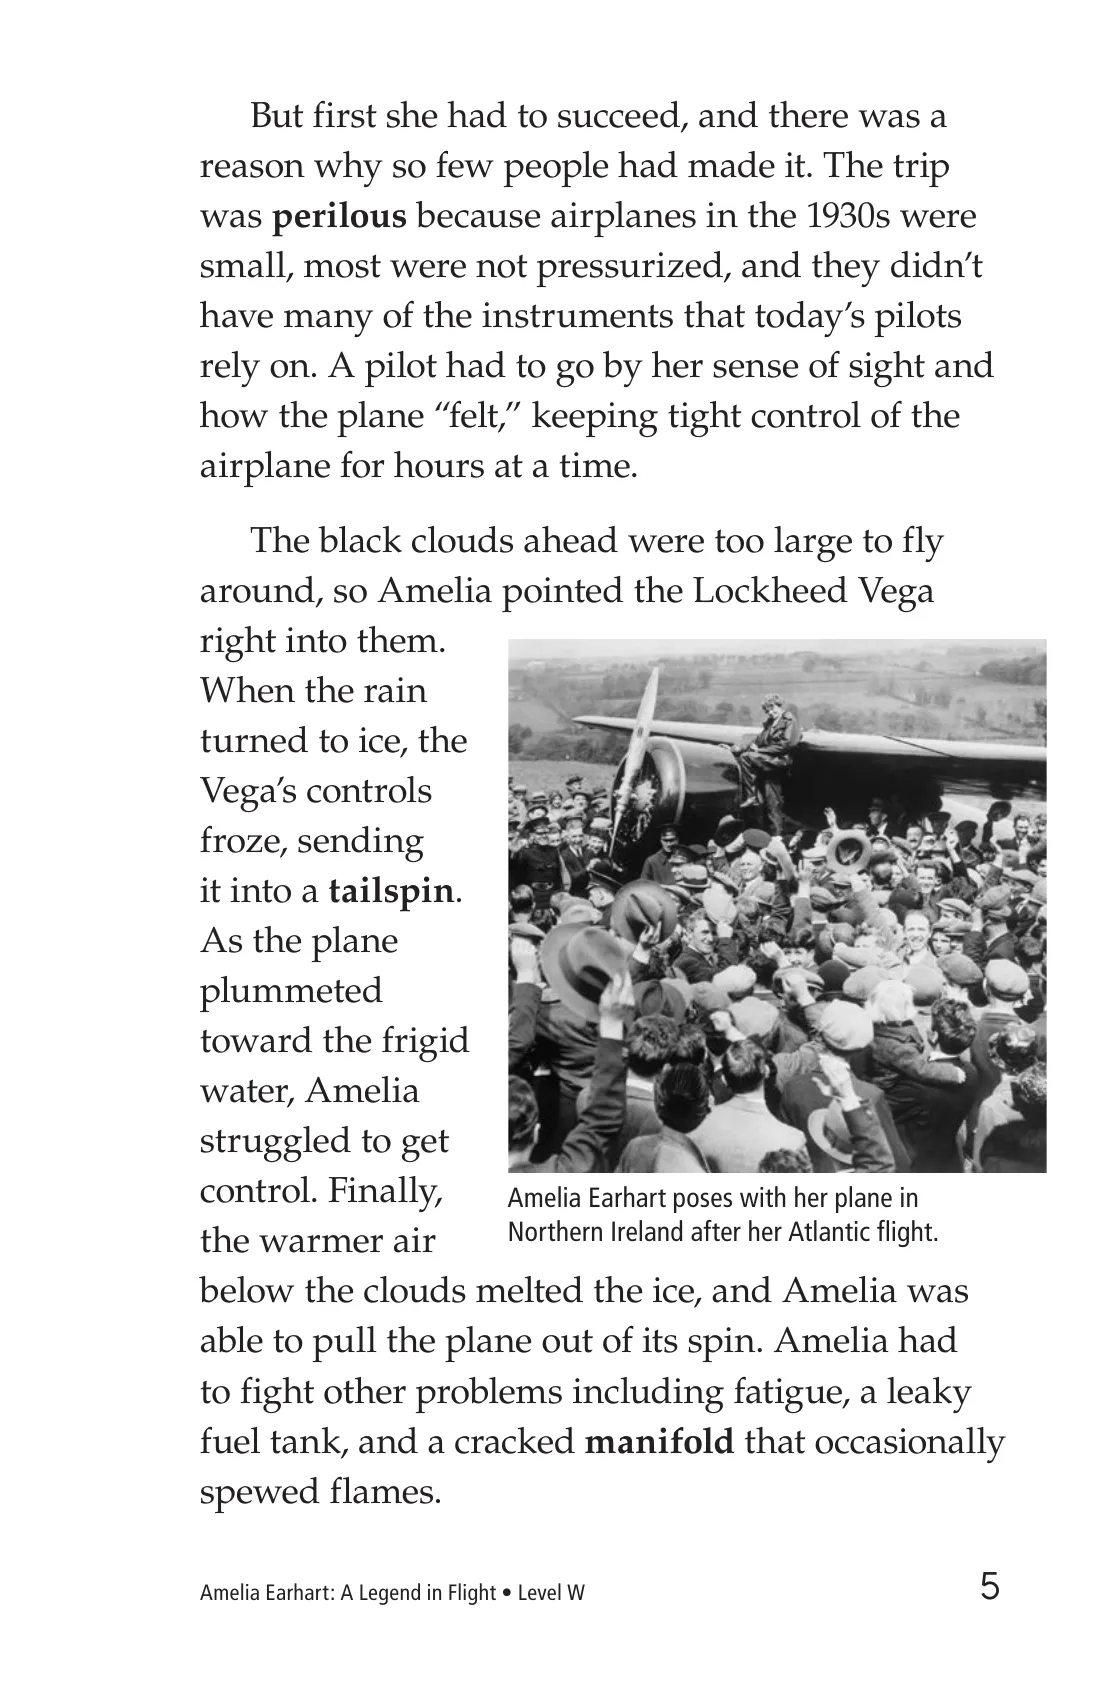 But first she had to succeed, and there was a
reason why so few people had made it. The trip
was perilous because airplanes in the 1930s were
small, most were not pressurized, and they didn’t
have many of the instruments that today’s pilots
rely on. A pilot had to go by her sense of sight and
how the plane “felt,” keeping tight control of the
airplane for hours at a time.
The black clouds ahead were too large to fly
around, so Amelia pointed the Lockheed Vega
right into them.
When the rain
turned to ice, the
Vega’s controls
froze, sending
it into a tailspin.
As the plane
plummeted
toward the frigid
water, Amelia
struggled to get
control. Finally,
the warmer air
below the clouds melted the ice, and Amelia was
able to pull the plane out of its spin. Amelia had
to fight other problems including fatigue, a leaky
fuel tank, and a cracked manifold that occasionally
spewed flames.
Amelia Earhart poses with her plane in
Northern Ireland after her Atlantic flight.
Amelia Earhart: A Legend in Flight • Level W
5